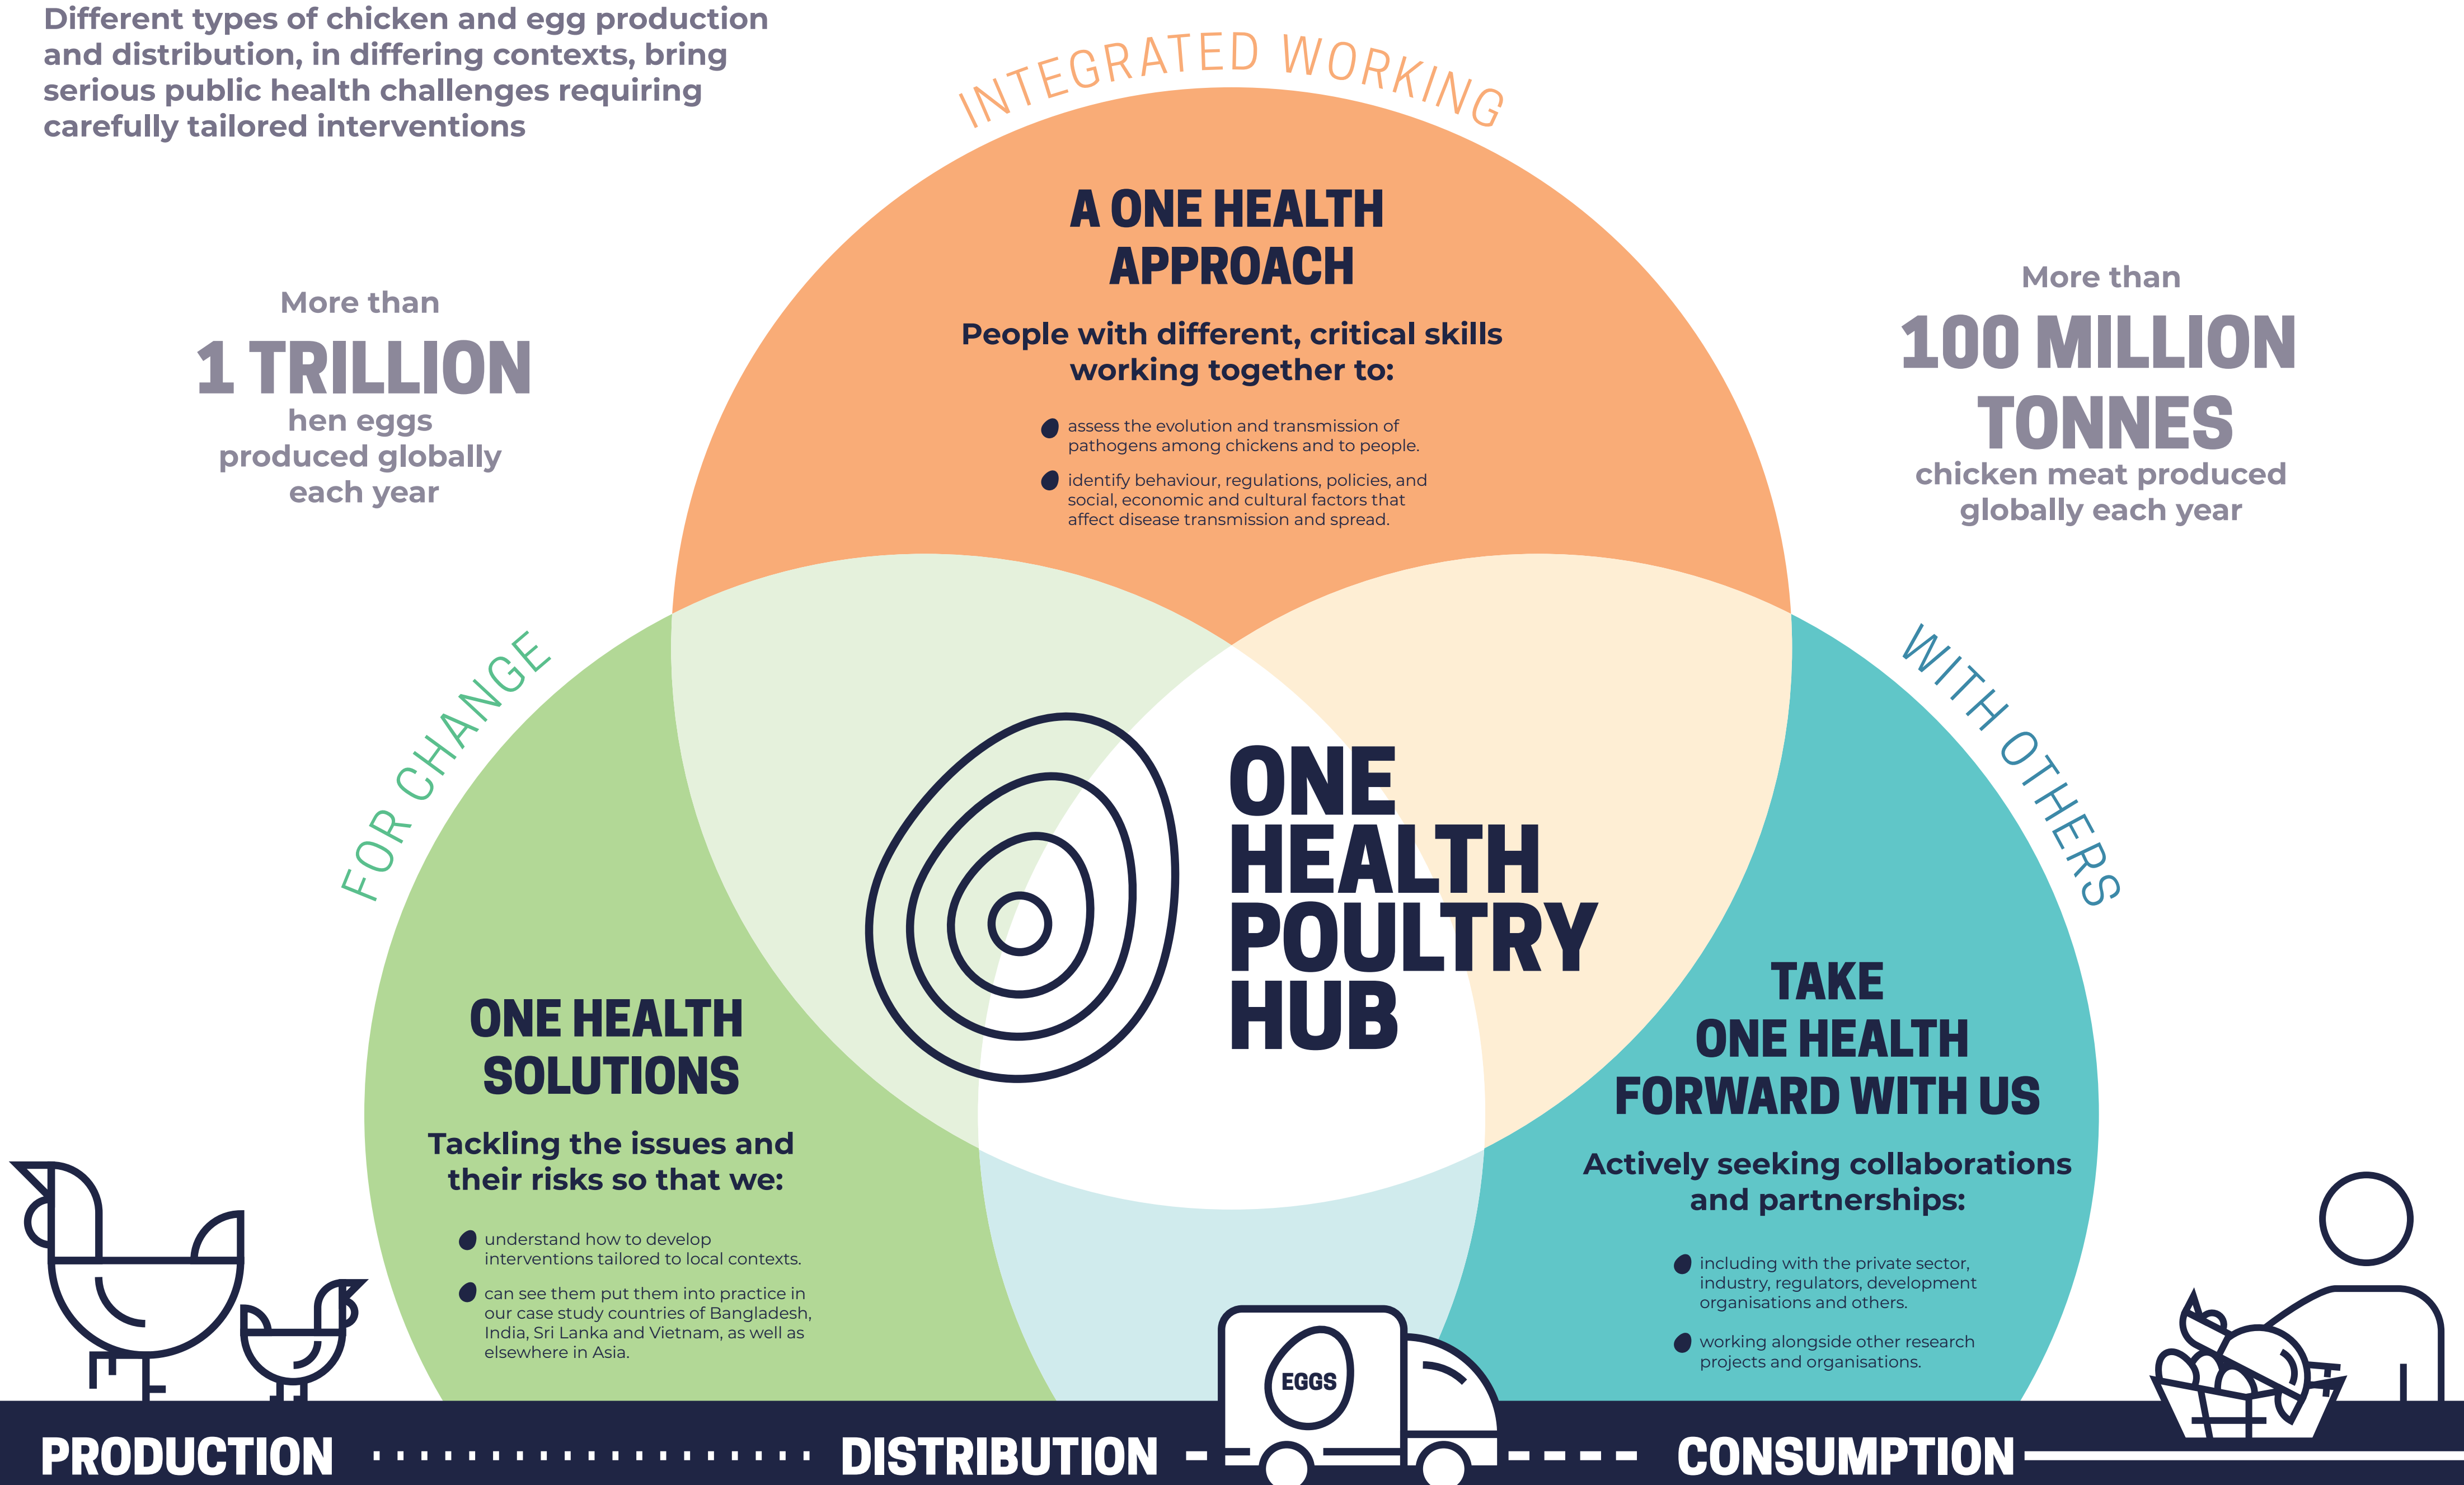 Different types of chicken and egg production
and distribution, in differing contexts, bring
serious public health challenges requiring
carefully tailored interventions
INTEGRATED WORKING
A ONE HEALTH
APPROACH
People with different, critical skills
working together to:
assess the evolution and transmission of
pathogens among chickens and to people.
identify behaviour, regulations, policies, and
social, economic and cultural factors that
affect disease transmission and spread.
More than
1 TRILLION
hen eggs
produced globally
each year
More than
100 MILLION
TONNES
chicken meat produced
globally each year
FOR CHANGE
WITH OTHERS
ONE
HEALTH
POULTRY
HUB
ONE HEALTH
SOLUTIONS
Tackling the issues and
their risks so that we:
understand how to develop
interventions tailored to local contexts.
can see them put them into practice in
our case study countries of Bangladesh,
India, Sri Lanka and Vietnam, as well as
elsewhere in Asia.
TAKE
ONE HEALTH
FORWARD WITH US
Actively seeking collaborations
and partnerships:
including with the private sector,
industry, regulators, development
organisations and others.
working alongside other research
projects and organisations.
EGGS
PRODUCTION
DISTRIBUTION
CONSUMPTION